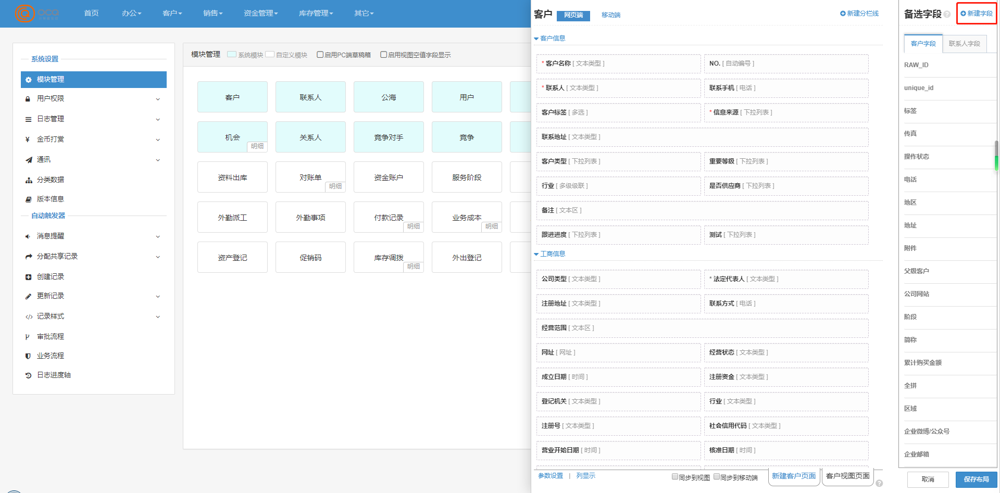 oca
首页
办公
客户
销售
资金管理
库存管理
其它
系统设置
模块管理
用户权限
日志管理
¥ 金币打赏
通讯
分类数据
版本信息
自动触发器
消息提醒
分配共享记录
创建记录
更新记录
</> 记录样式
审批流程
业务流程
日志进度轴
模块管理 系统模块 自定义模块 启用PC端草稿箱 启用视图空值字段显示
客户 联系人 公海 用户
机会 明细 关系人 竞争对手 竞争
资料出库 对账单 明细 资金账户 服务阶段
外勤派工 外勤事项 付款记录 明细 业务成本 明细
资产登记 促销码 库存调拨 明细 外出登记
客户 网页端 移动端 新建分栏线
客户信息
* 客户名称 [ 文本类型 ] NO. [ 自动编号 ]
* 联系人 [ 文本类型 ] 联系手机 [ 电话 ]
客户标签 [ 多选 ] * 信息来源 [ 下拉列表 ]
联系地址 [ 文本类型 ]
客户类型 [ 下拉列表 ] 重要等级 [ 下拉列表 ]
行业 [ 多级级联 ] 是否供应商 [ 下拉列表 ]
备注 [ 文本区 ]
跟进进度 [ 下拉列表 ] 测试 [ 下拉列表 ]
工商信息
公司类型 [ 文本类型 ] * 法定代表人 [ 文本类型 ]
注册地址 [ 文本类型 ] 联系方式 [ 电话 ]
经营范围 [ 文本区 ]
网址 [ 网址 ] 经营状态 [ 文本类型 ]
成立日期 [ 时间 ] 注册资金 [ 文本类型 ]
登记机关 [ 文本类型 ] 行业 [ 文本类型 ]
注册号 [ 文本类型 ] 社会信用代码 [ 文本类型 ]
营业开始日期 [ 时间 ] 核准日期 [ 时间 ]
参数设置 | 列显示 同步到视图 同步到移动端 新建客户页面 客户视图页面 ?
备选字段 ? 新建字段
客户字段 联系人字段
RAW_ID
unique_id
标签
传真
操作状态
电话
地区
地址
附件
父级客户
公司网站
阶段
简称
累计购买金额
全拼
区域
企业微博/公众号
企业邮箱
取消 保存布局